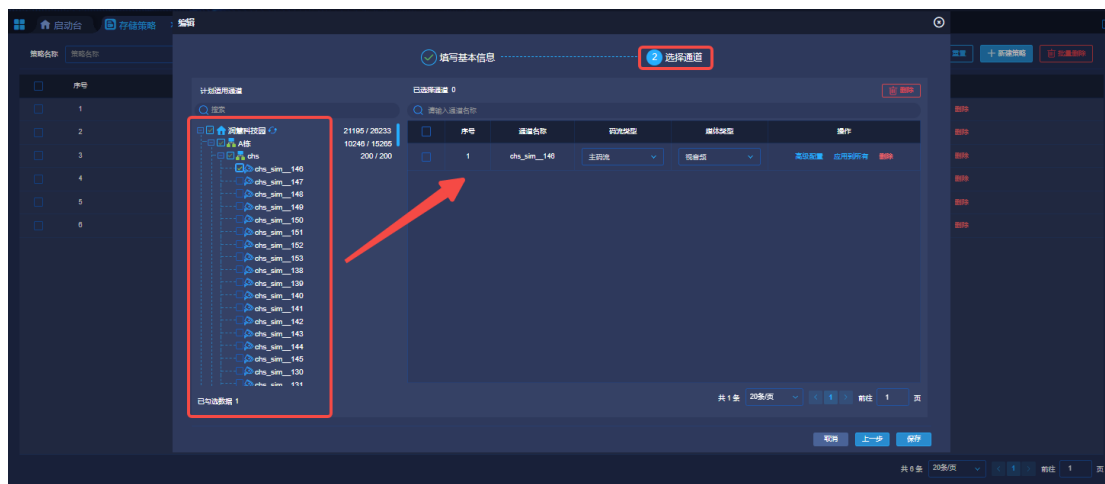 启动台
存储策略
编辑
填写基本信息
2 选择通道
策略名称
策略名称
重置
新建策略
批量删除
序号
1
2
3
4
5
6
删除
删除
删除
删除
删除
删除
计划适用通道
搜索
润慧科技园 21195 / 26233
A栋 10246 / 15265
chs 200 / 200
chs_sim__146
chs_sim__147
chs_sim__148
chs_sim__149
chs_sim__150
chs_sim__151
chs_sim__152
chs_sim__153
chs_sim__138
chs_sim__139
chs_sim__140
chs_sim__141
chs_sim__142
chs_sim__143
chs_sim__144
chs_sim__145
chs_sim__130
chs_sim__131
已勾选数据 1
已选择通道 0
删除
请输入通道名称
序号 通道名称 码流类型 媒体类型 操作
1 chs_sim__146 主码流 视音频 高级配置 应用到所有 删除
共 1 条 20条/页 1 前往 1 页
取消 上一步 保存
共 6 条 20条/页 1 前往 1 页